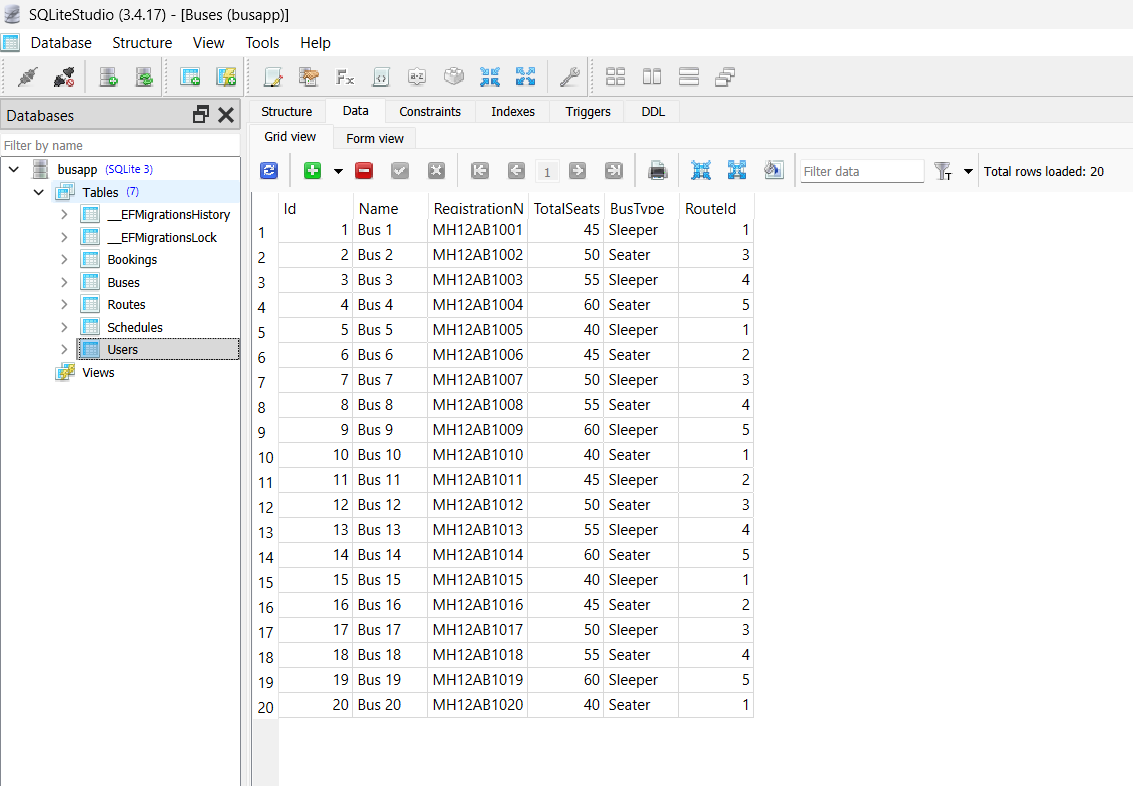 SQLiteStudio (3.4.17) - [Buses (busapp)]
Database Structure View Tools Help
Databases
Filter by name
busapp (SQLite 3)
Tables (7)
__EFMigrationsHistory
__EFMigrationsLock
Bookings
Buses
Routes
Schedules
Users
Views
Structure Data Constraints Indexes Triggers DDL
Grid view Form view
1 Filter data Total rows loaded: 20
Id Name RegistrationN TotalSeats BusType RouteId
1 1 Bus 1 MH12AB1001 45 Sleeper 1
2 2 Bus 2 MH12AB1002 50 Seater 3
3 3 Bus 3 MH12AB1003 55 Sleeper 4
4 4 Bus 4 MH12AB1004 60 Seater 5
5 5 Bus 5 MH12AB1005 40 Sleeper 1
6 6 Bus 6 MH12AB1006 45 Seater 2
7 7 Bus 7 MH12AB1007 50 Sleeper 3
8 8 Bus 8 MH12AB1008 55 Seater 4
9 9 Bus 9 MH12AB1009 60 Sleeper 5
10 10 Bus 10 MH12AB1010 40 Seater 1
11 11 Bus 11 MH12AB1011 45 Sleeper 2
12 12 Bus 12 MH12AB1012 50 Seater 3
13 13 Bus 13 MH12AB1013 55 Sleeper 4
14 14 Bus 14 MH12AB1014 60 Seater 5
15 15 Bus 15 MH12AB1015 40 Sleeper 1
16 16 Bus 16 MH12AB1016 45 Seater 2
17 17 Bus 17 MH12AB1017 50 Sleeper 3
18 18 Bus 18 MH12AB1018 55 Seater 4
19 19 Bus 19 MH12AB1019 60 Sleeper 5
20 20 Bus 20 MH12AB1020 40 Seater 1